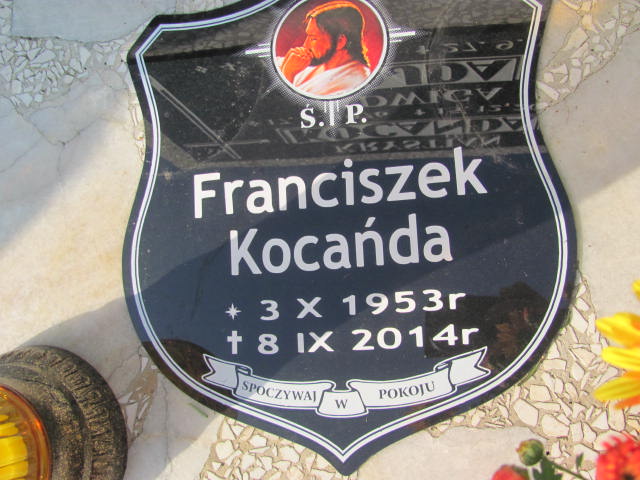 Ś. P.
Franciszek
Kocańda
* 3 X 1953r
✝ 8 IX 2014r
SPOCZYWAJ W POKOJU